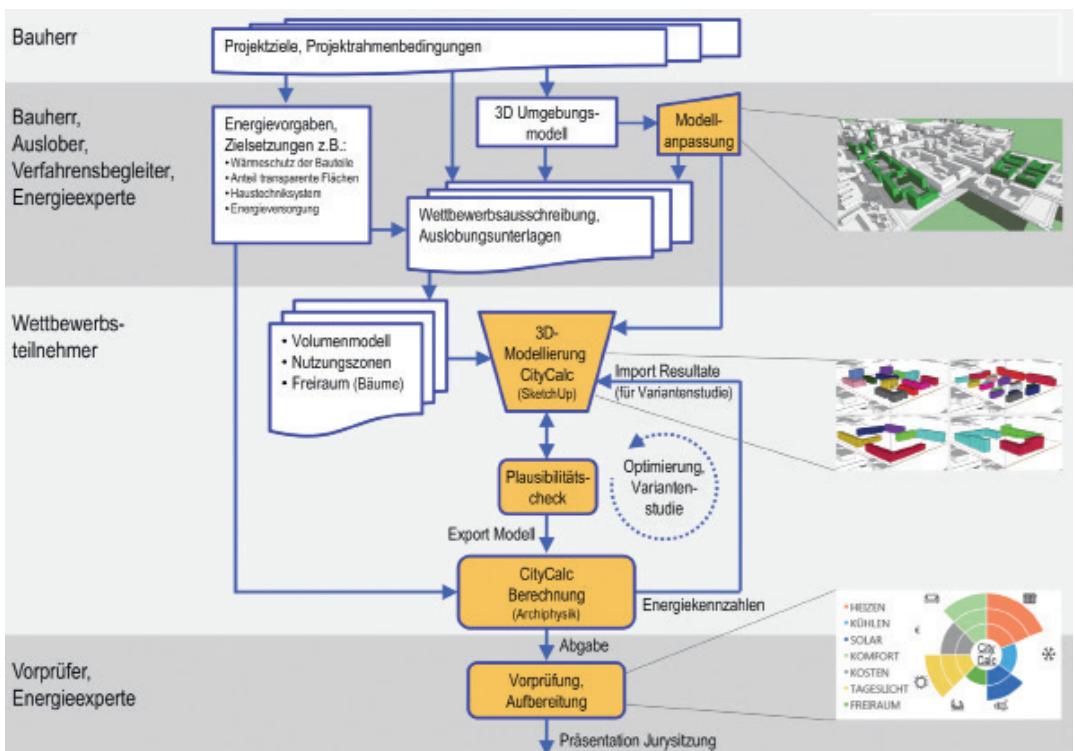 Bauherr
Projektziele, Projektrahmenbedingungen
Bauherr,
Auslober,
Verfahrensbegleiter,
Energieexperte
Energievorgaben,
Zielsetzungen z.B.:
• Wärmeschutz der Bauteile
• Anteil transparente Flächen
• Haustechniksystem
• Energieversorgung
3D Umgebungs-
modell
Modell-
anpassung
Wettbewerbsausschreibung,
Auslobungsunterlagen
Wettbewerbs-
teilnehmer
• Volumenmodell
• Nutzungszonen
• Freiraum (Bäume)
3D-
Modellierung
CityCalc
(SketchUp)
Import Resultate
(für Variantenstudie)
Plausibilitäts-
check
Optimierung,
Varianten-
studie
Export Modell
CityCalc
Berechnung
(Archiphysik)
Energiekennzahlen
Abgabe
Vorprüfer,
Energieexperte
Vorprüfung,
Aufbereitung
Präsentation Jurysitzung
HEIZEN
KÜHLEN
SOLAR
KOMFORT
KOSTEN
TAGESLICHT
FREIRAUM
€
City
Calc